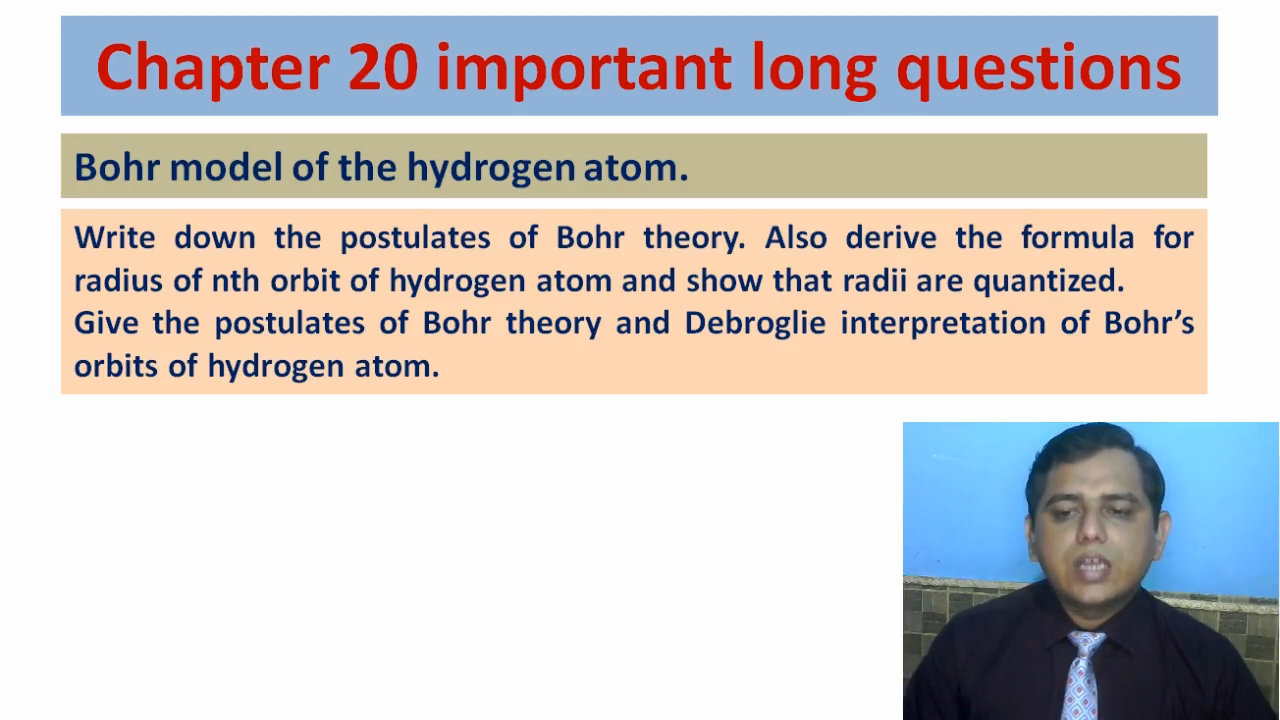 Chapter 20 important long questions
Bohr model of the hydrogen atom.
Write down the postulates of Bohr theory. Also derive the formula for
radius of nth orbit of hydrogen atom and show that radii are quantized.
Give the postulates of Bohr theory and Debroglie interpretation of Bohr’s
orbits of hydrogen atom.